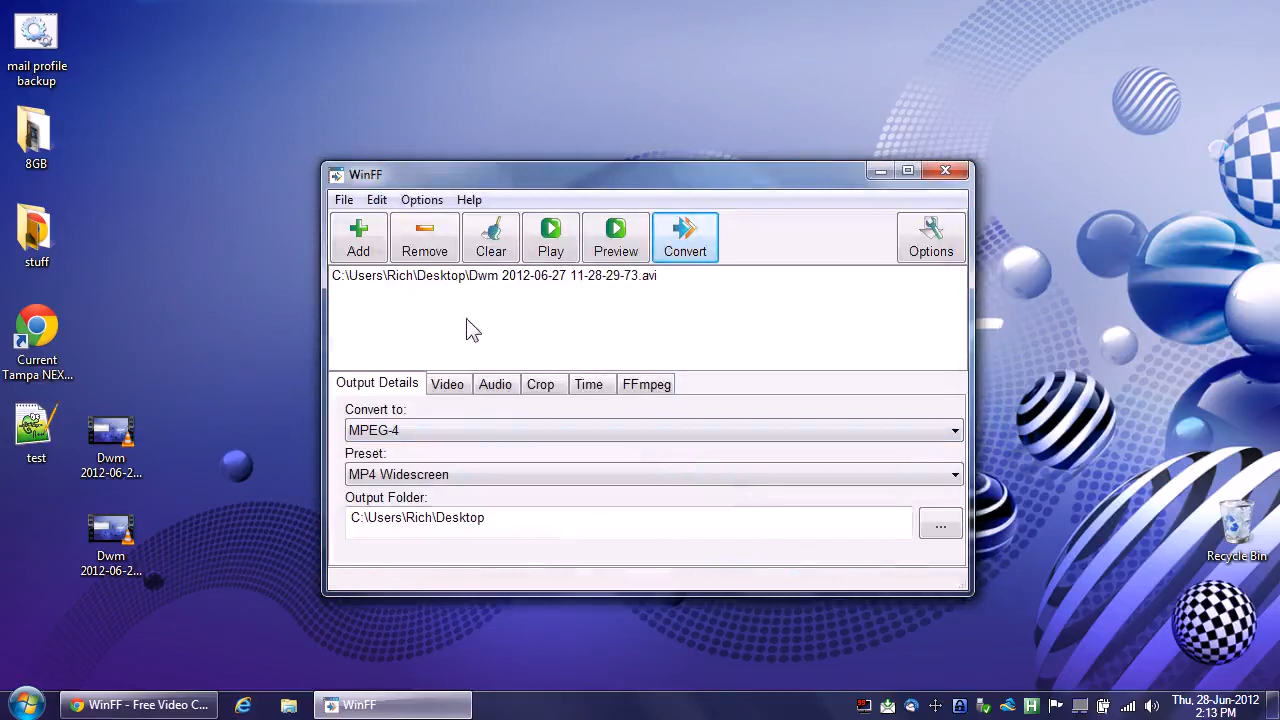 mail profile
backup
8GB
stuff
Current
Tampa NEX...
test
Dwm
2012-06-2...
Dwm
2012-06-2...
WinFF
File Edit Options Help
Add Remove Clear Play Preview Convert Options
C:\Users\Rich\Desktop\Dwm 2012-06-27 11-28-29-73.avi
Output Details Video Audio Crop Time FFmpeg
Convert to:
MPEG-4
Preset:
MP4 Widescreen
Output Folder:
C:\Users\Rich\Desktop
...
Recycle Bin
WinFF - Free Video C...
WinFF
Thu, 28-Jun-2012
2:13 PM